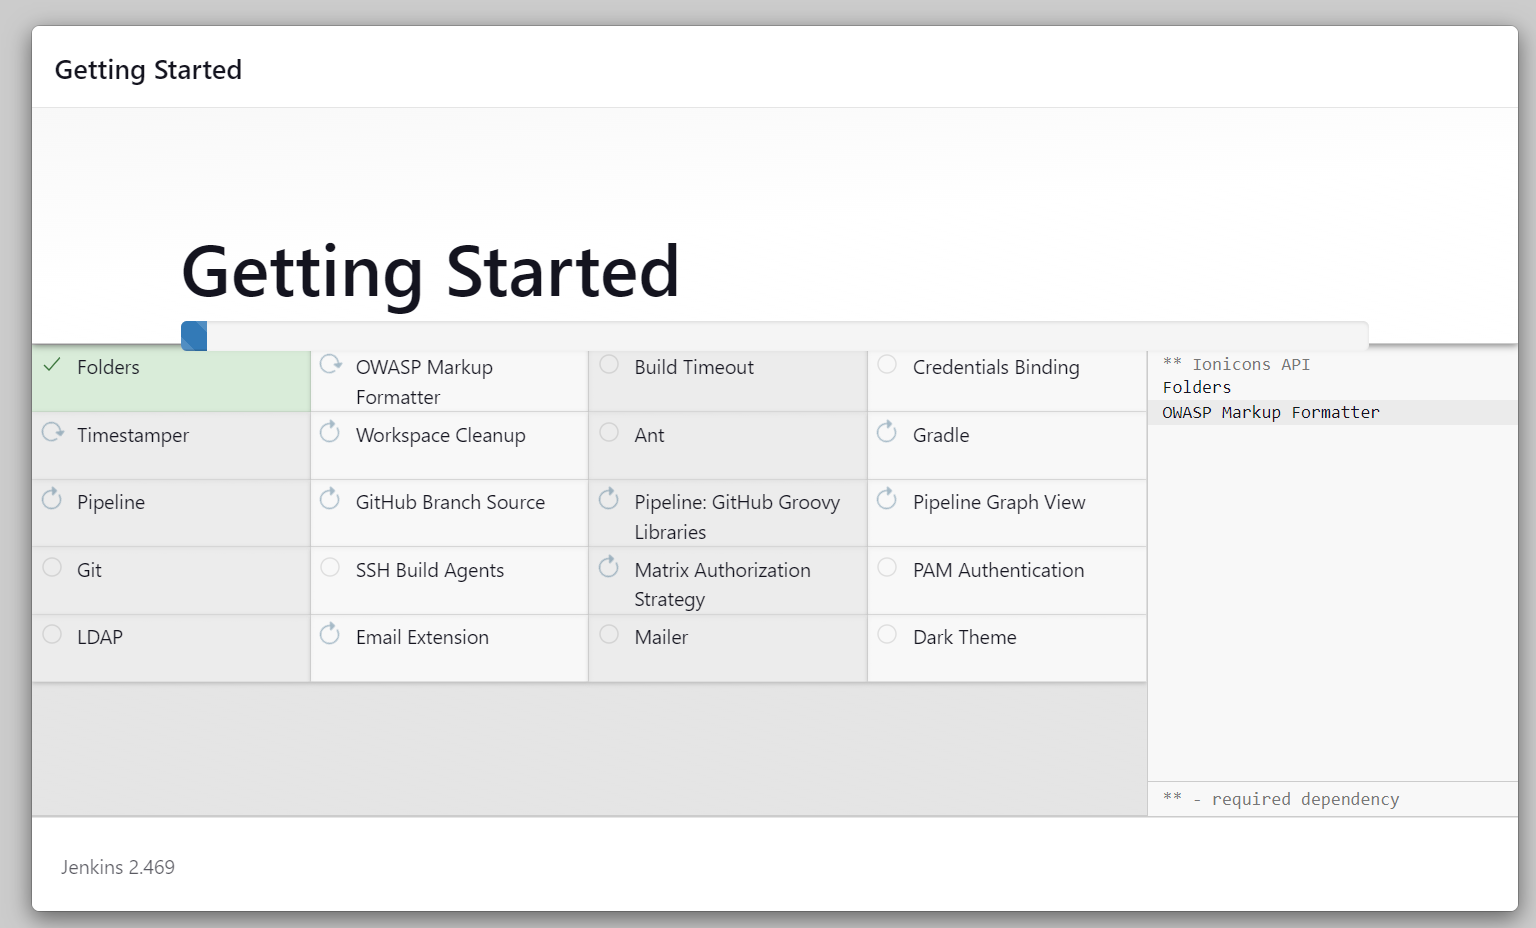 Getting Started
Getting Started
Folders
OWASP Markup
Formatter
Build Timeout
Credentials Binding
Timestamper
Workspace Cleanup
Ant
Gradle
Pipeline
GitHub Branch Source
Pipeline: GitHub Groovy
Libraries
Pipeline Graph View
Git
SSH Build Agents
Matrix Authorization
Strategy
PAM Authentication
LDAP
Email Extension
Mailer
Dark Theme
** Ionicons API
Folders
OWASP Markup Formatter
** - required dependency
Jenkins 2.469